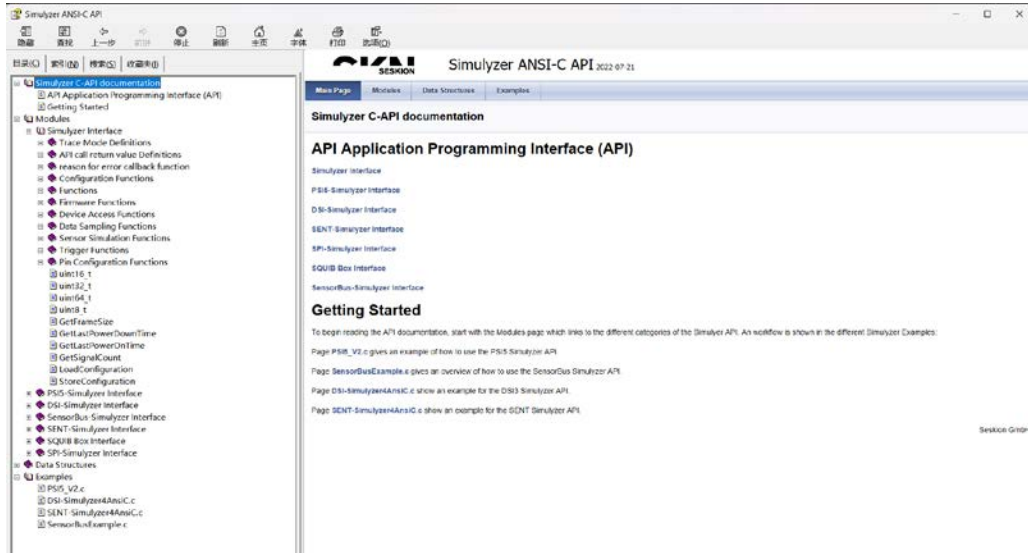 Simulyzer ANSI-C API
隐藏 查找 上一步 前进 停止 刷新 主页 字体 打印 选项(O)
目录(C) 索引(N) 搜索(S) 收藏夹(I)
Simulyzer C-API documentation
API Application Programming Interface (API)
Getting Started
Modules
Simulyzer Interface
Trace Mode Definitions
API call return value Definitions
reason for error callback function
Configuration Functions
Functions
Firmware Functions
Device Access Functions
Data Sampling Functions
Sensor Simulation Functions
Trigger Functions
Pin Configuration Functions
uint16_t
uint32_t
uint64_t
uint8_t
GetFrameSize
GetLastPowerDownTime
GetLastPowerOnTime
GetSignalCount
LoadConfiguration
StoreConfiguration
PSI5-Simulyzer Interface
DSI-Simulyzer Interface
SensorBus-Simulyzer Interface
SENT-Simulyzer Interface
SQUIB Box Interface
SPI-Simulyzer Interface
Data Structures
Examples
PSI5_V2.c
DSI-Simulyzer4AnsiC.c
SENT-Simulyzer4AnsiC.c
SensorBusExample.c
SESKION
Simulyzer ANSI-C API 2022-07-21
Main Page Modules Data Structures Examples
Simulyzer C-API documentation
API Application Programming Interface (API)
Simulyzer Interface
PSI5-Simulyzer Interface
DSI-Simulyzer Interface
SENT-Simulyzer Interface
SPI-Simulyzer Interface
SQUIB Box Interface
SensorBus-Simulyzer Interface
Getting Started
To begin reading the API documentation, start with the Modules page which links to the different categories of the Simulyer API. An workflow is shown in the different Simulyzer Examples:
Page PSI5_V2.c gives an example of how to use the PSI5 Simulyzer API.
Page SensorBusExample.c gives an overview of how to use the SensorBus Simulyzer API.
Page DSI-Simulyzer4AnsiC.c show an example for the DSI3 Simulyzer API.
Page SENT-Simulyzer4AnsiC.c show an example for the SENT Simulyzer API.
Seskion GmbH